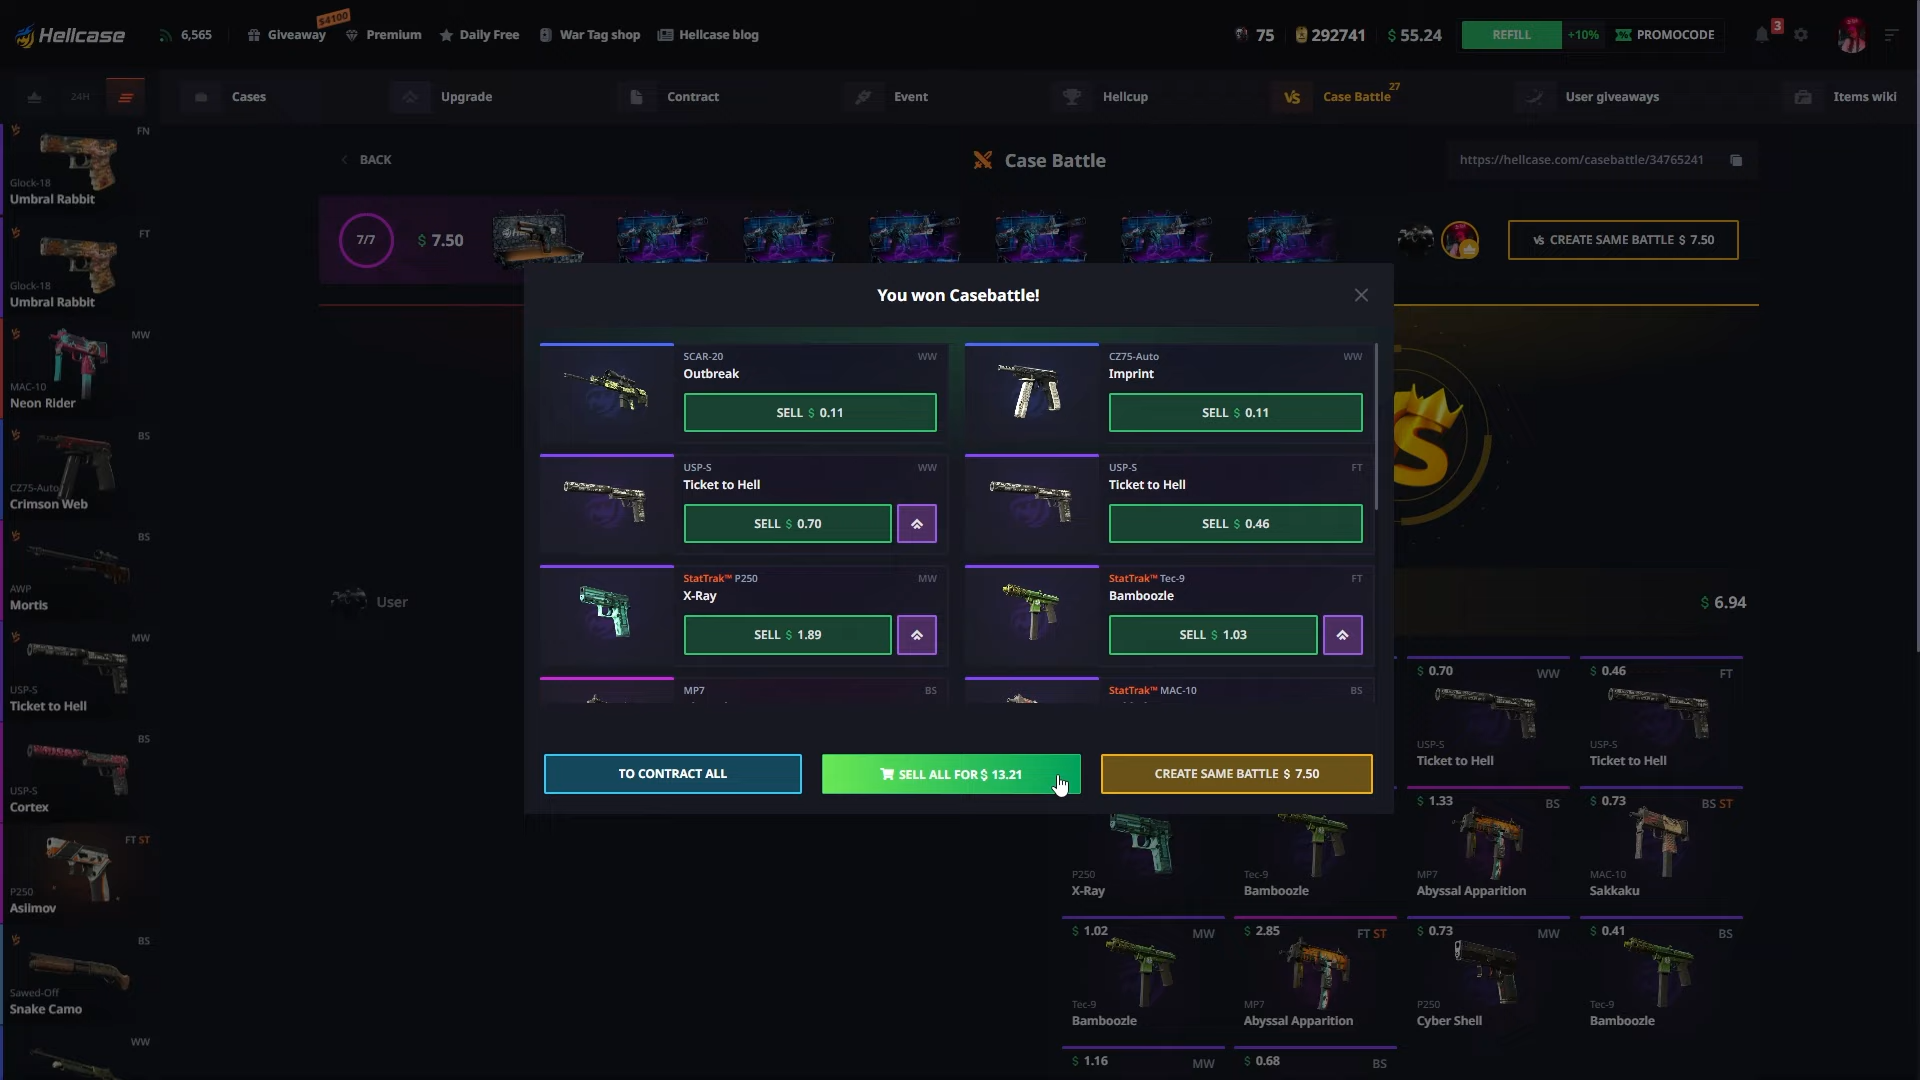 Hellcase
6,565
Giveaway
$4100
Premium
Daily Free
War Tag shop
Hellcase blog
75
292741
$ 55.24
REFILL
+10%
PROMOCODE
3
24H
Cases
Upgrade
Contract
Event
Hellcup
VS
Case Battle
27
User giveaways
Items wiki
BACK
Case Battle
https://hellcase.com/casebattle/34765241
7/7
$ 7.50
VS CREATE SAME BATTLE $ 7.50
FN
Glock-18
Umbral Rabbit
FT
Glock-18
Umbral Rabbit
MW
MAC-10
Neon Rider
BS
CZ75-Auto
Crimson Web
BS
AWP
Mortis
MW
USP-S
Ticket to Hell
BS
USP-S
Cortex
FT ST
P250
Asiimov
BS
Sawed-Off
Snake Camo
WW
You won Casebattle!
SCAR-20
WW
Outbreak
SELL $ 0.11
CZ75-Auto
WW
Imprint
SELL $ 0.11
USP-S
WW
Ticket to Hell
SELL $ 0.70
USP-S
FT
Ticket to Hell
SELL $ 0.46
StatTrak™ P250
MW
X-Ray
SELL $ 1.89
StatTrak™ Tec-9
FT
Bamboozle
SELL $ 1.03
MP7
BS
StatTrak™ MAC-10
BS
TO CONTRACT ALL
SELL ALL FOR $ 13.21
CREATE SAME BATTLE $ 7.50
User
$ 6.94
$ 0.70
WW
USP-S
Ticket to Hell
$ 0.46
FT
USP-S
Ticket to Hell
P250
X-Ray
Tec-9
Bamboozle
$ 1.33
BS
MP7
Abyssal Apparition
$ 0.73
BS ST
MAC-10
Sakkaku
$ 1.02
MW
Tec-9
Bamboozle
$ 2.85
FT ST
MP7
Abyssal Apparition
$ 0.73
MW
P250
Cyber Shell
$ 0.41
BS
Tec-9
Bamboozle
$ 1.16
MW
$ 0.68
BS